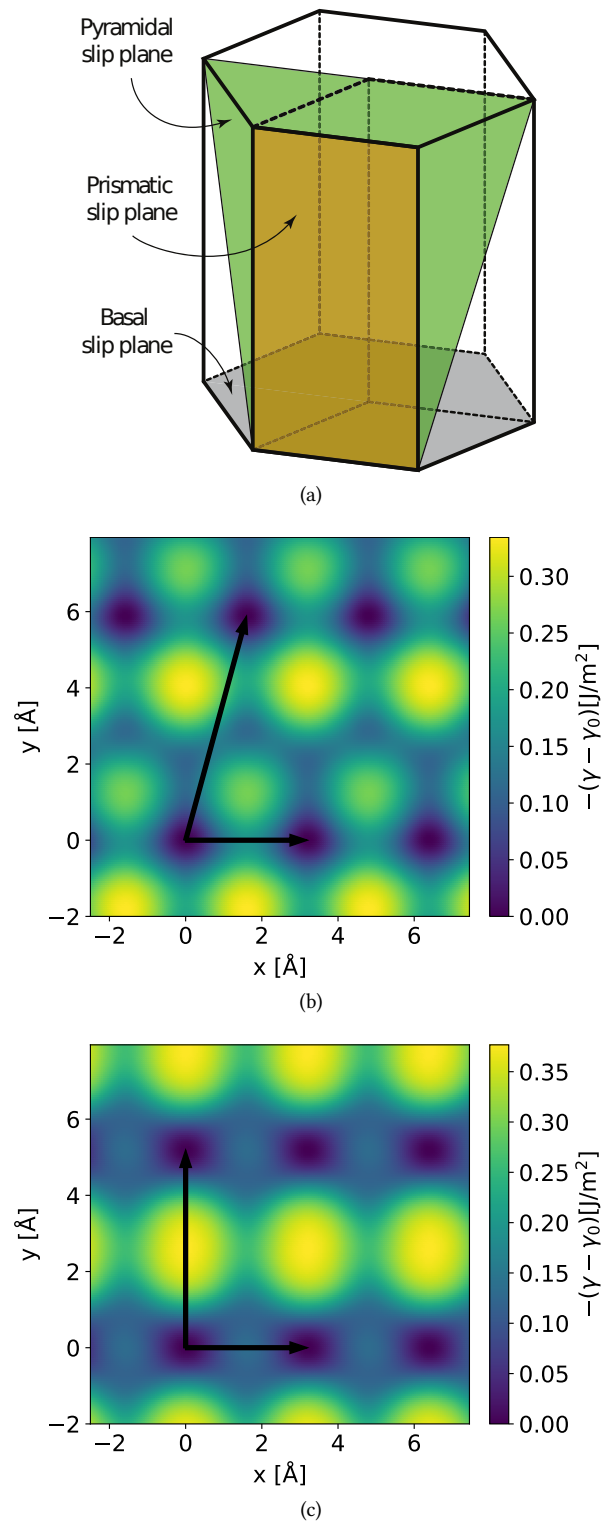 Pyramidal
slip plane
Prismatic
slip plane
Basal
slip plane
(a)
6
4
2
0
−2
y [Å]
−2 0 2 4 6
x [Å]
0.30
0.25
0.20
0.15
0.10
0.05
0.00
−(γ − γ₀)[J/m²]
(b)
6
4
2
0
−2
y [Å]
−2 0 2 4 6
x [Å]
0.35
0.30
0.25
0.20
0.15
0.10
0.05
0.00
−(γ − γ₀)[J/m²]
(c)